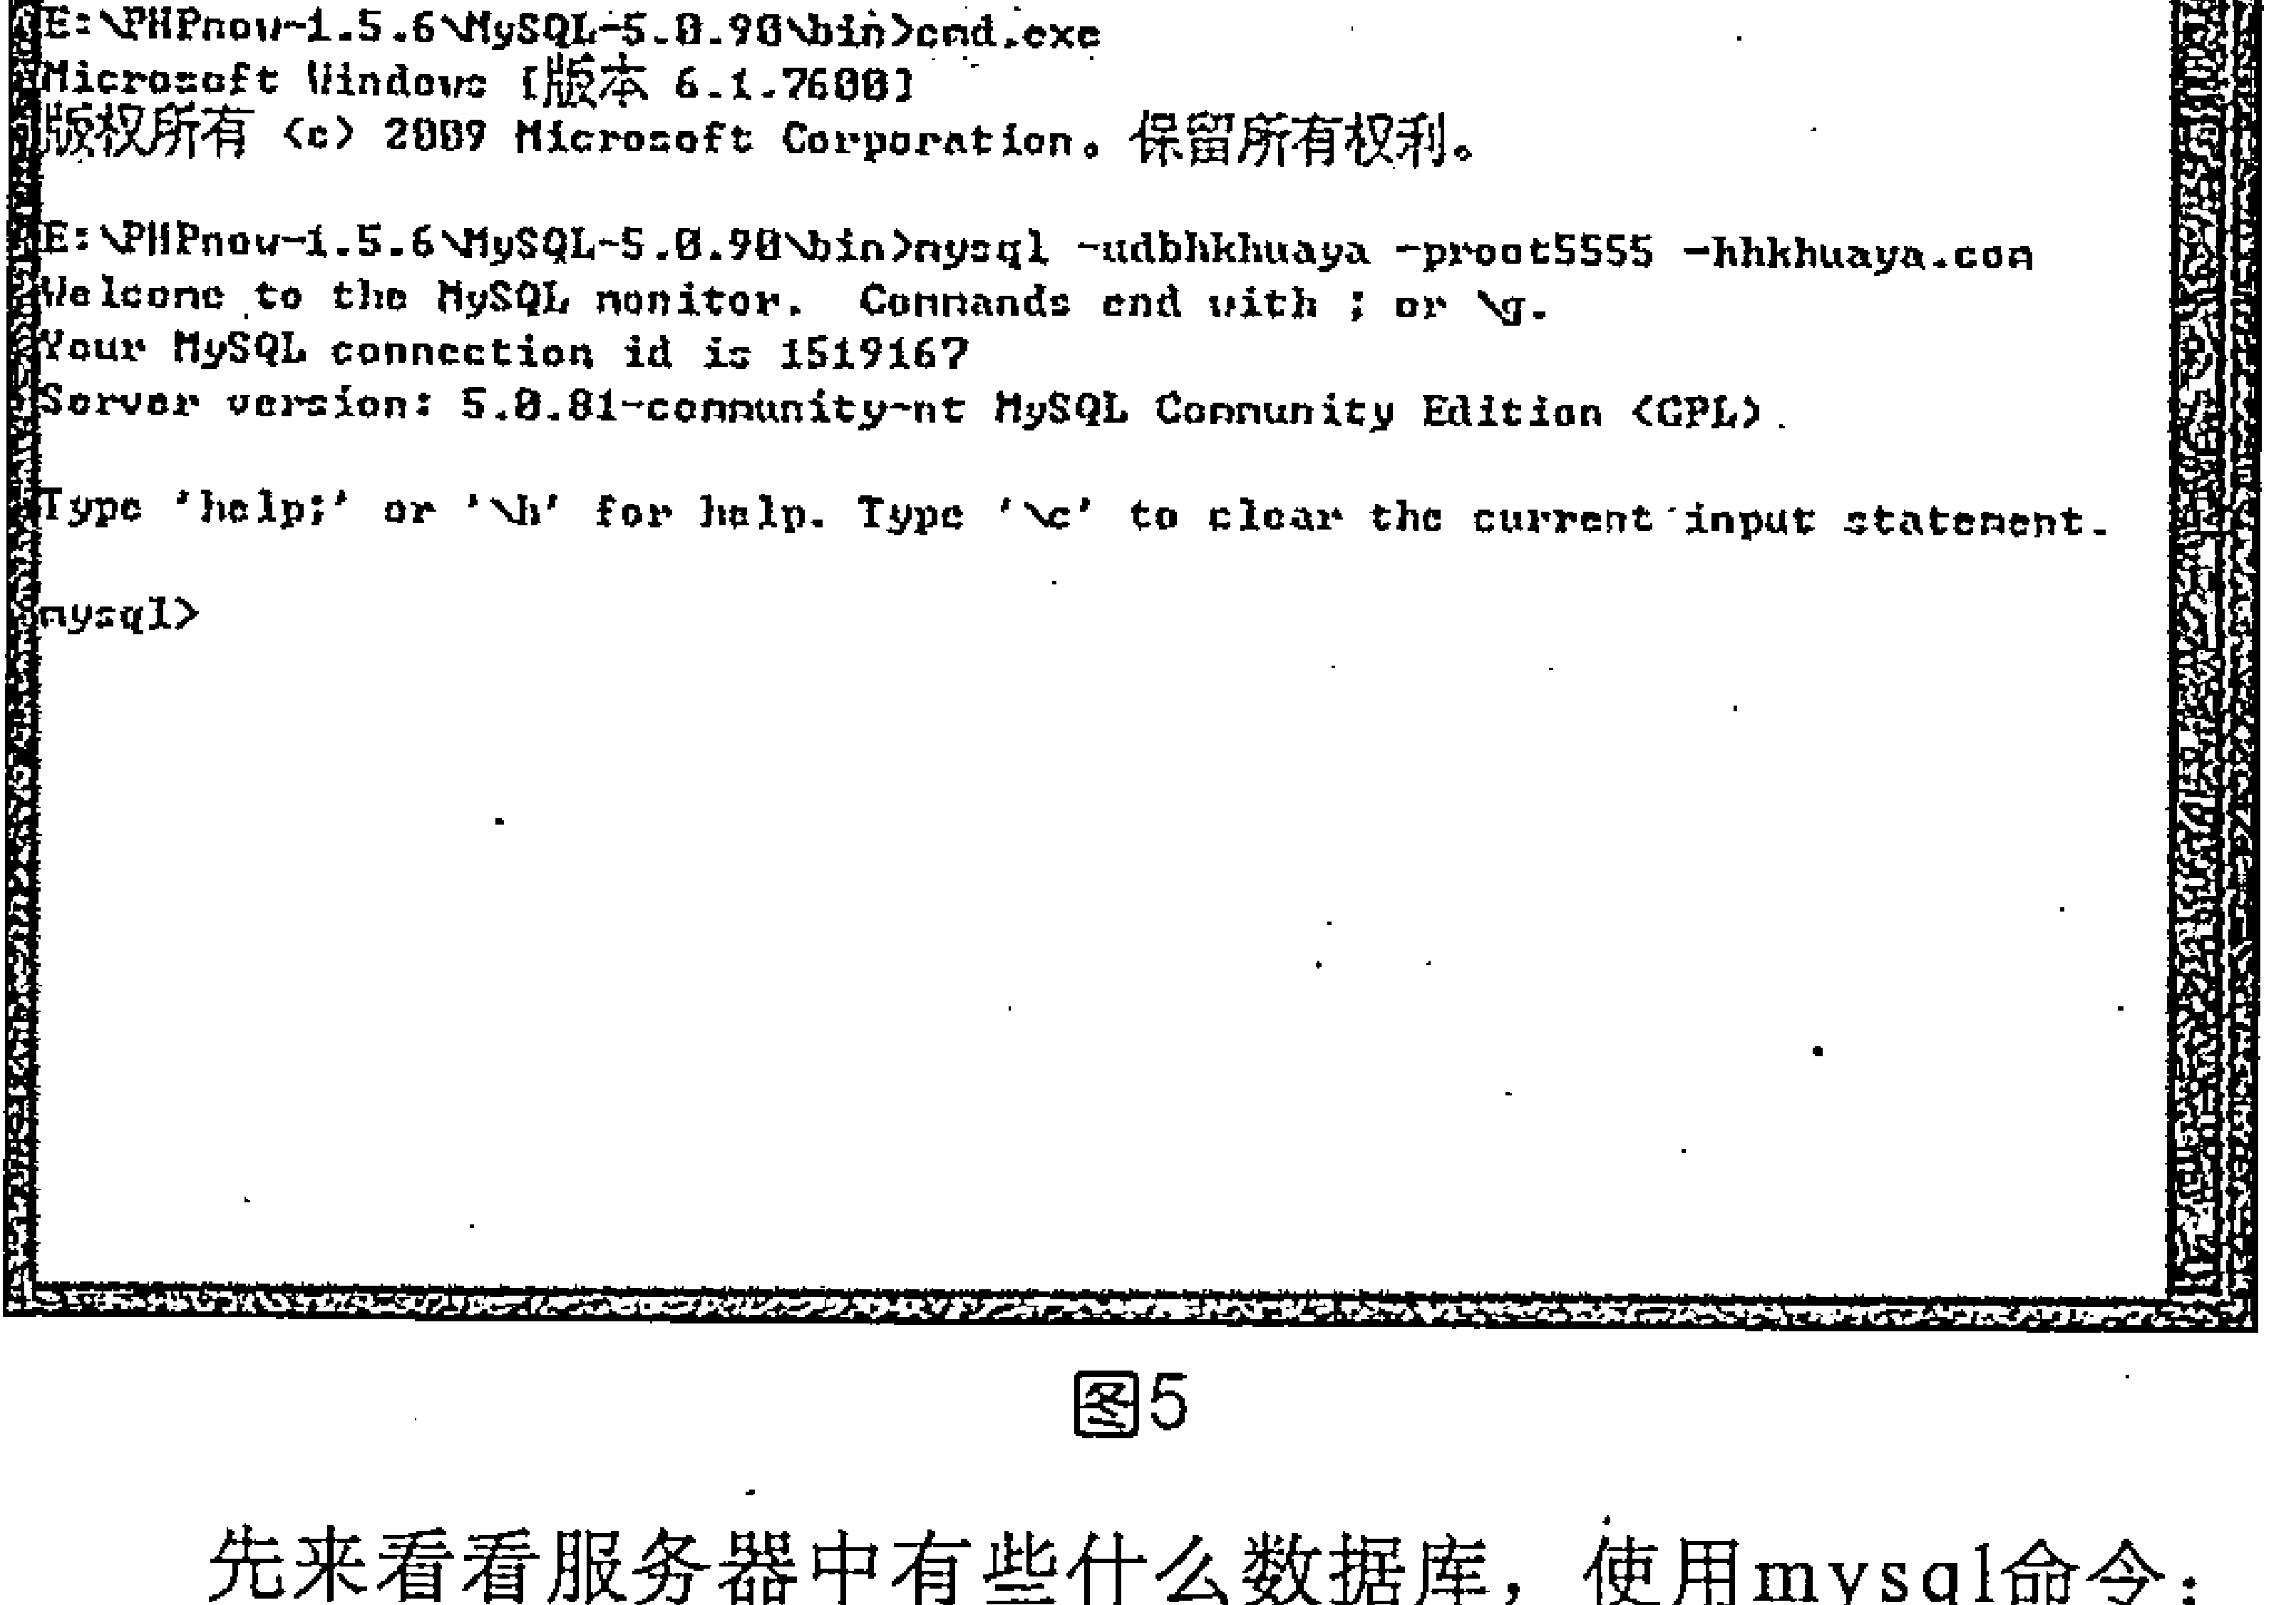 E:\PHPnow-1.5.6\MySQL-5.0.90\bin>cmd.exe
Microsoft Windows [版本 6.1.7600]
版权所有 (c) 2009 Microsoft Corporation。保留所有权利。
E:\PHPnow-1.5.6\MySQL-5.0.90\bin>mysql -udbhkhuaya -proot5555 -hhkhuaya.com
Welcome to the MySQL monitor.  Commands end with ; or \g.
Your MySQL connection id is 1519167
Server version: 5.0.81-community-nt MySQL Community Edition (GPL)
Type 'help;' or '\h' for help. Type '\c' to clear the current input statement.
mysql>
图5
先来看看服务器中有些什么数据库，使用mysql命令：